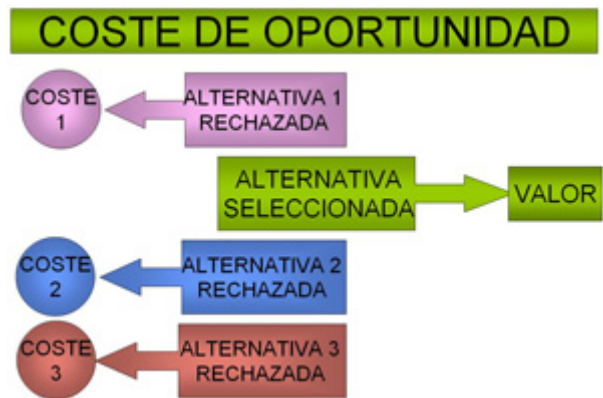 COSTE DE OPORTUNIDAD
COSTE
1
ALTERNATIVA 1
RECHAZADA
ALTERNATIVA
SELECCIONADA
VALOR
COSTE
2
ALTERNATIVA 2
RECHAZADA
COSTE
3
ALTERNATIVA 3
RECHAZADA